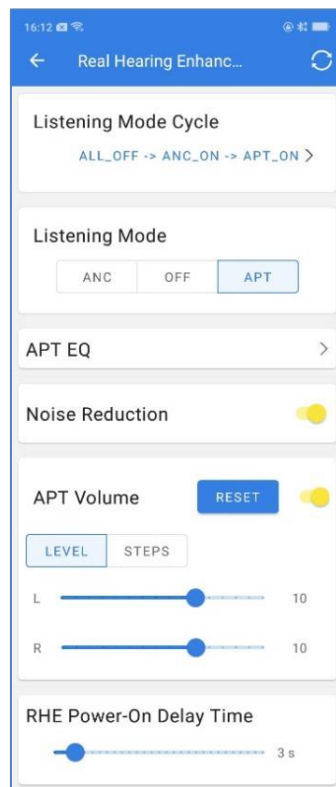 16:12
Real Hearing Enhanc...
Listening Mode Cycle
ALL_OFF -> ANC_ON -> APT_ON >
Listening Mode
ANC OFF APT
APT EQ
Noise Reduction
APT Volume RESET
LEVEL STEPS
L 10
R 10
RHE Power-On Delay Time
3 s